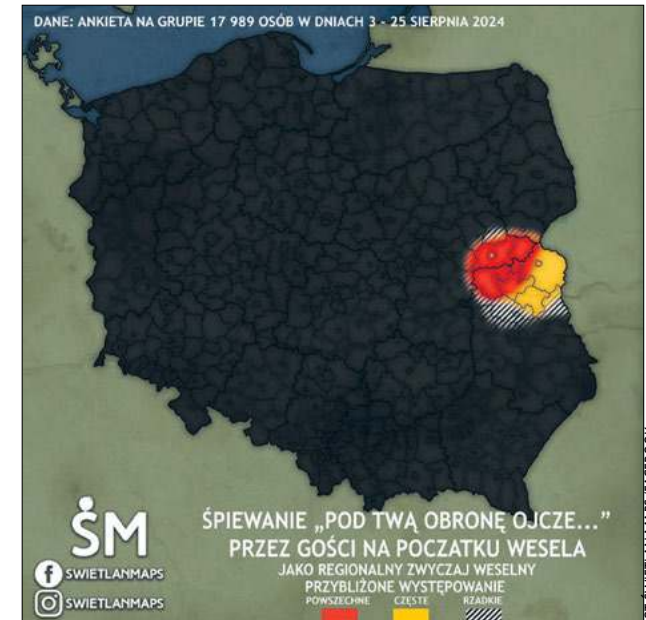 DANE: ANKIETA NA GRUPIE 17 989 OSÓB W DNIACH 3 - 25 SIERPNIA 2024
ŚM
SWIETLANMAPS
SWIETLANMAPS
ŚPIEWANIE „POD TWĄ OBRONĘ OJCZE...”
PRZEZ GOŚCI NA POCZATKU WESELA
JAKO REGIONALNY ZWYCZAJ WESELNY
PRZYBLIŻONE WYSTĘPOWANIE
POWSZECHNE CZĘSTE RZADKIE